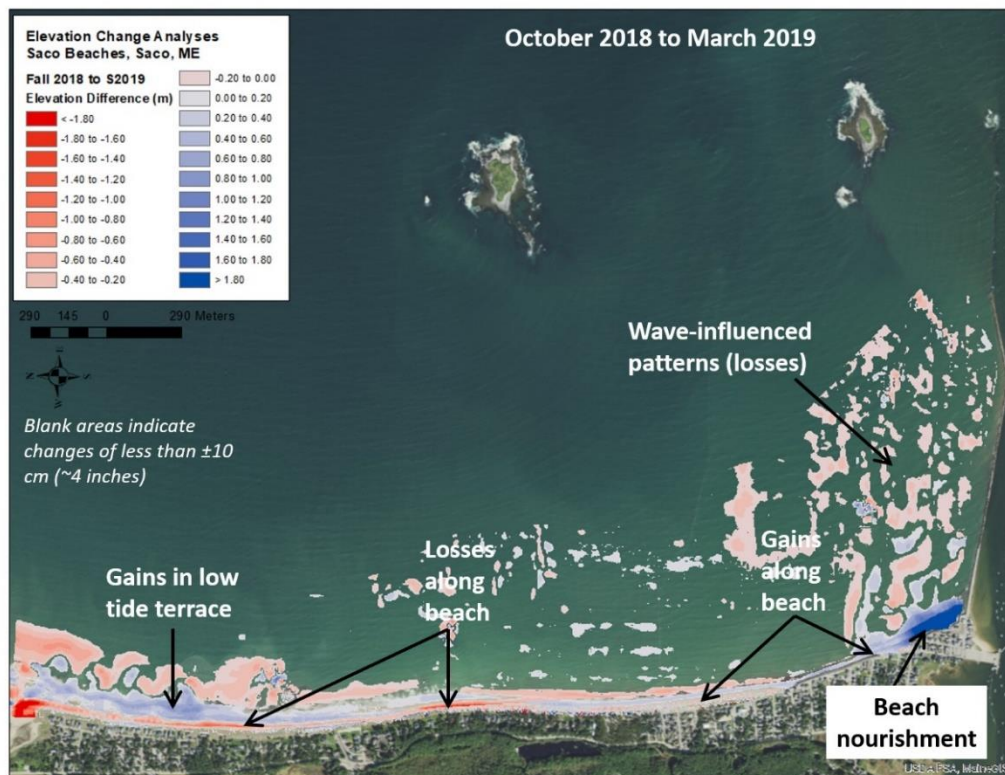 Elevation Change Analyses
Saco Beaches, Saco, ME
Fall 2018 to S2019
Elevation Difference (m)
< -1.80
-1.80 to -1.60
-1.60 to -1.40
-1.40 to -1.20
-1.20 to -1.00
-1.00 to -0.80
-0.80 to -0.60
-0.60 to -0.40
-0.40 to -0.20
-0.20 to 0.00
0.00 to 0.20
0.20 to 0.40
0.40 to 0.60
0.60 to 0.80
0.80 to 1.00
1.00 to 1.20
1.20 to 1.40
1.40 to 1.60
1.60 to 1.80
> 1.80
October 2018 to March 2019
290 145 0 290 Meters
Blank areas indicate
changes of less than ±10
cm (~4 inches)
Wave-influenced
patterns (losses)
Gains in low
tide terrace
Losses
along
beach
Gains
along
beach
Beach
nourishment